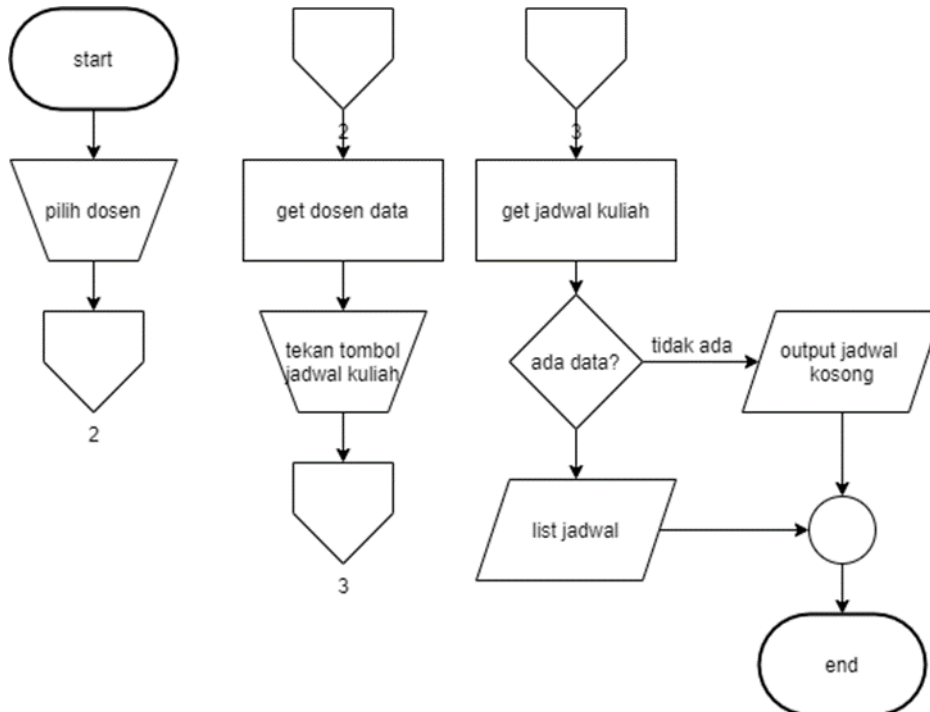 start
pilih dosen
2
2
get dosen data
tekan tombol
jadwal kuliah
3
3
get jadwal kuliah
ada data?
tidak ada
output jadwal
kosong
list jadwal
end